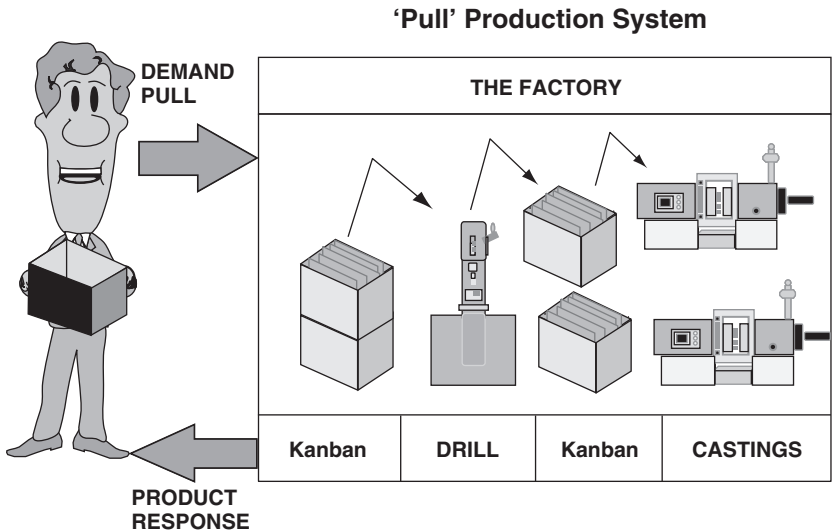 ‘Pull’ Production System
DEMAND
PULL
THE FACTORY
Kanban
DRILL
Kanban
CASTINGS
PRODUCT
RESPONSE